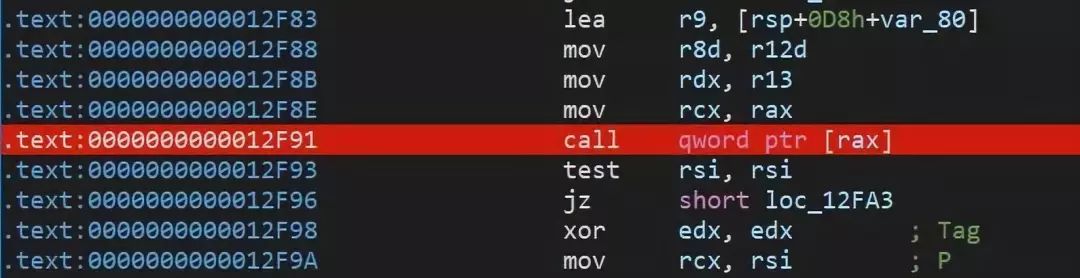 .text:0000000000012F83 lea r9, [rsp+0D8h+var_80]
.text:0000000000012F88 mov r8d, r12d
.text:0000000000012F8B mov rdx, r13
.text:0000000000012F8E mov rcx, rax
.text:0000000000012F91 call qword ptr [rax]
.text:0000000000012F93 test rsi, rsi
.text:0000000000012F96 jz short loc_12FA3
.text:0000000000012F98 xor edx, edx ; Tag
.text:0000000000012F9A mov rcx, rsi ; P